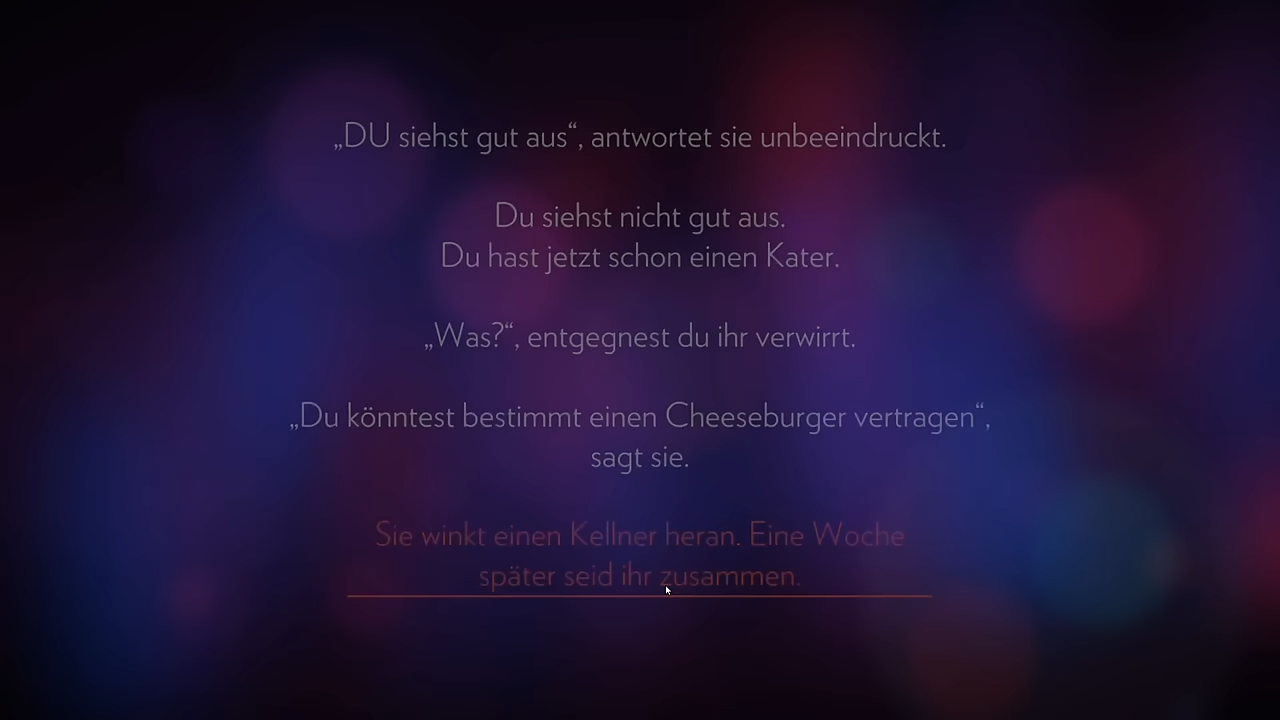 „DU siehst gut aus“, antwortet sie unbeeindruckt.
Du siehst nicht gut aus.
Du hast jetzt schon einen Kater.
„Was?“, entgegnest du ihr verwirrt.
„Du könntest bestimmt einen Cheeseburger vertragen“,
sagt sie.
Sie winkt einen Kellner heran. Eine Woche
später seid ihr zusammen.